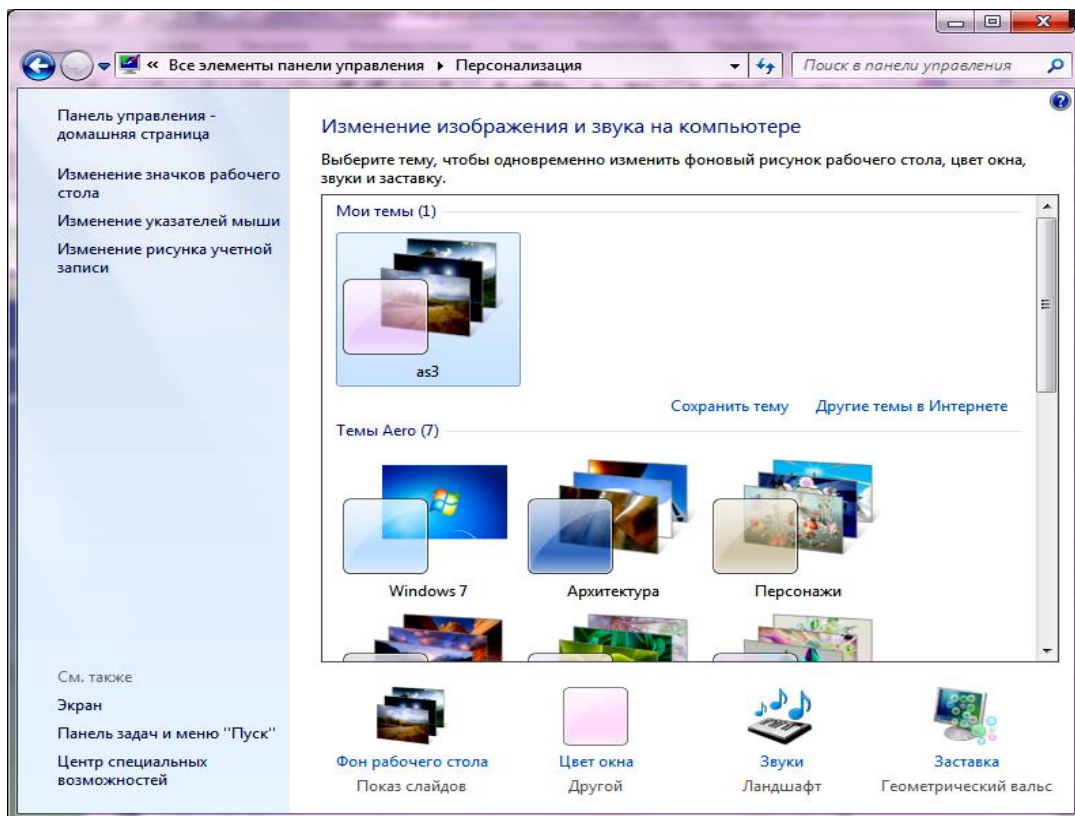 « Все элементы панели управления ▸ Персонализация
Поиск в панели управления
Панель управления -
домашняя страница
Изменение значков рабочего
стола
Изменение указателей мыши
Изменение рисунка учетной
записи
См. также
Экран
Панель задач и меню ''Пуск''
Центр специальных
возможностей
Изменение изображения и звука на компьютере
Выберите тему, чтобы одновременно изменить фоновый рисунок рабочего стола, цвет окна,
звуки и заставку.
Мои темы (1)
as3
Сохранить тему Другие темы в Интернете
Темы Aero (7)
Windows 7 Архитектура Персонажи
Фон рабочего стола Цвет окна Звуки Заставка
Показ слайдов Другой Ландшафт Геометрический вальс